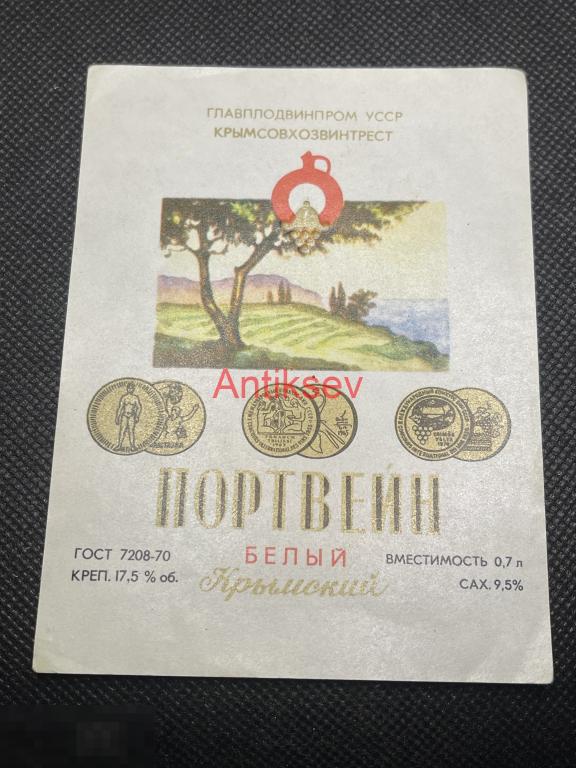 ГЛАВПЛОДВИНПРОМ УССР
КРЫМСОВХОЗВИНТРЕСТ
Antiksev
ПОРТВЕЙН
БЕЛЫЙ
Крымский
ГОСТ 7208-70
КРЕП. 17,5 % об.
ВМЕСТИМОСТЬ 0,7 л
САХ. 9,5%